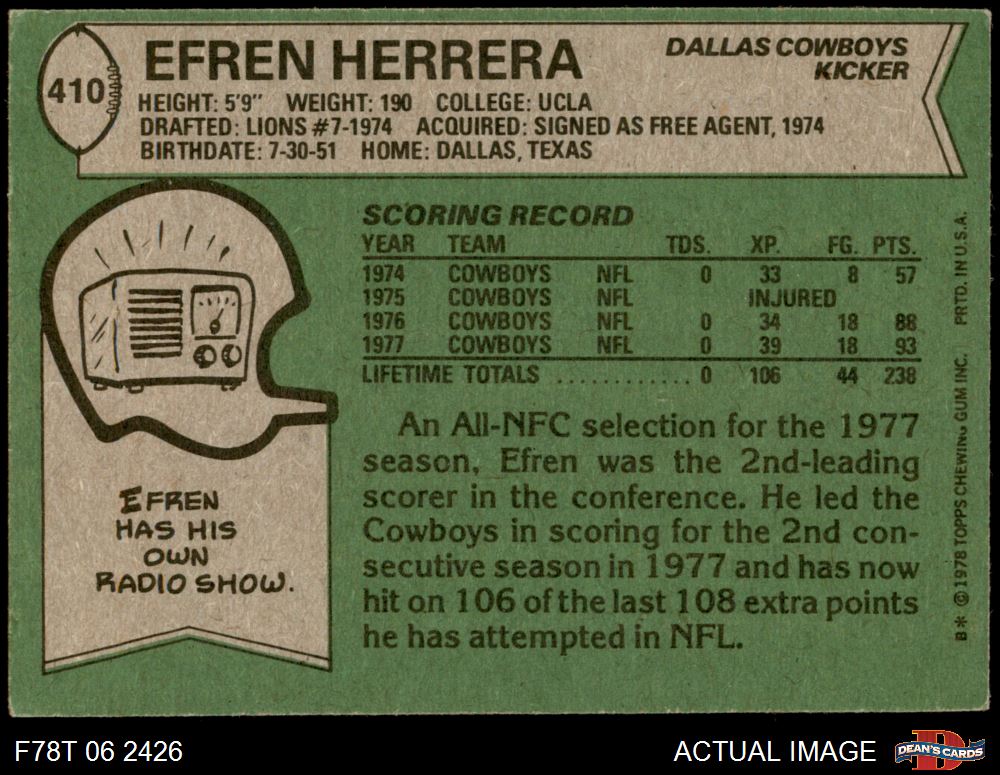 410
EFREN HERRERA
DALLAS COWBOYS
KICKER
HEIGHT: 5'9" WEIGHT: 190 COLLEGE: UCLA
DRAFTED: LIONS #7-1974 ACQUIRED: SIGNED AS FREE AGENT, 1974
BIRTHDATE: 7-30-51 HOME: DALLAS, TEXAS
SCORING RECORD
YEAR TEAM TDS. XP. FG. PTS.
1974 COWBOYS NFL 0 33 8 57
1975 COWBOYS NFL INJURED
1976 COWBOYS NFL 0 34 18 88
1977 COWBOYS NFL 0 39 18 93
LIFETIME TOTALS ............ 0 106 44 238
An All-NFC selection for the 1977
season, Efren was the 2nd-leading
scorer in the conference. He led the
Cowboys in scoring for the 2nd con-
secutive season in 1977 and has now
hit on 106 of the last 108 extra points
he has attempted in NFL.
EFREN
HAS HIS
OWN
RADIO SHOW.
B* © 1978 TOPPS CHEWING GUM INC. PRTD. IN U.S.A.
F78T 06 2426
ACTUAL IMAGE
DEAN'S CARDS